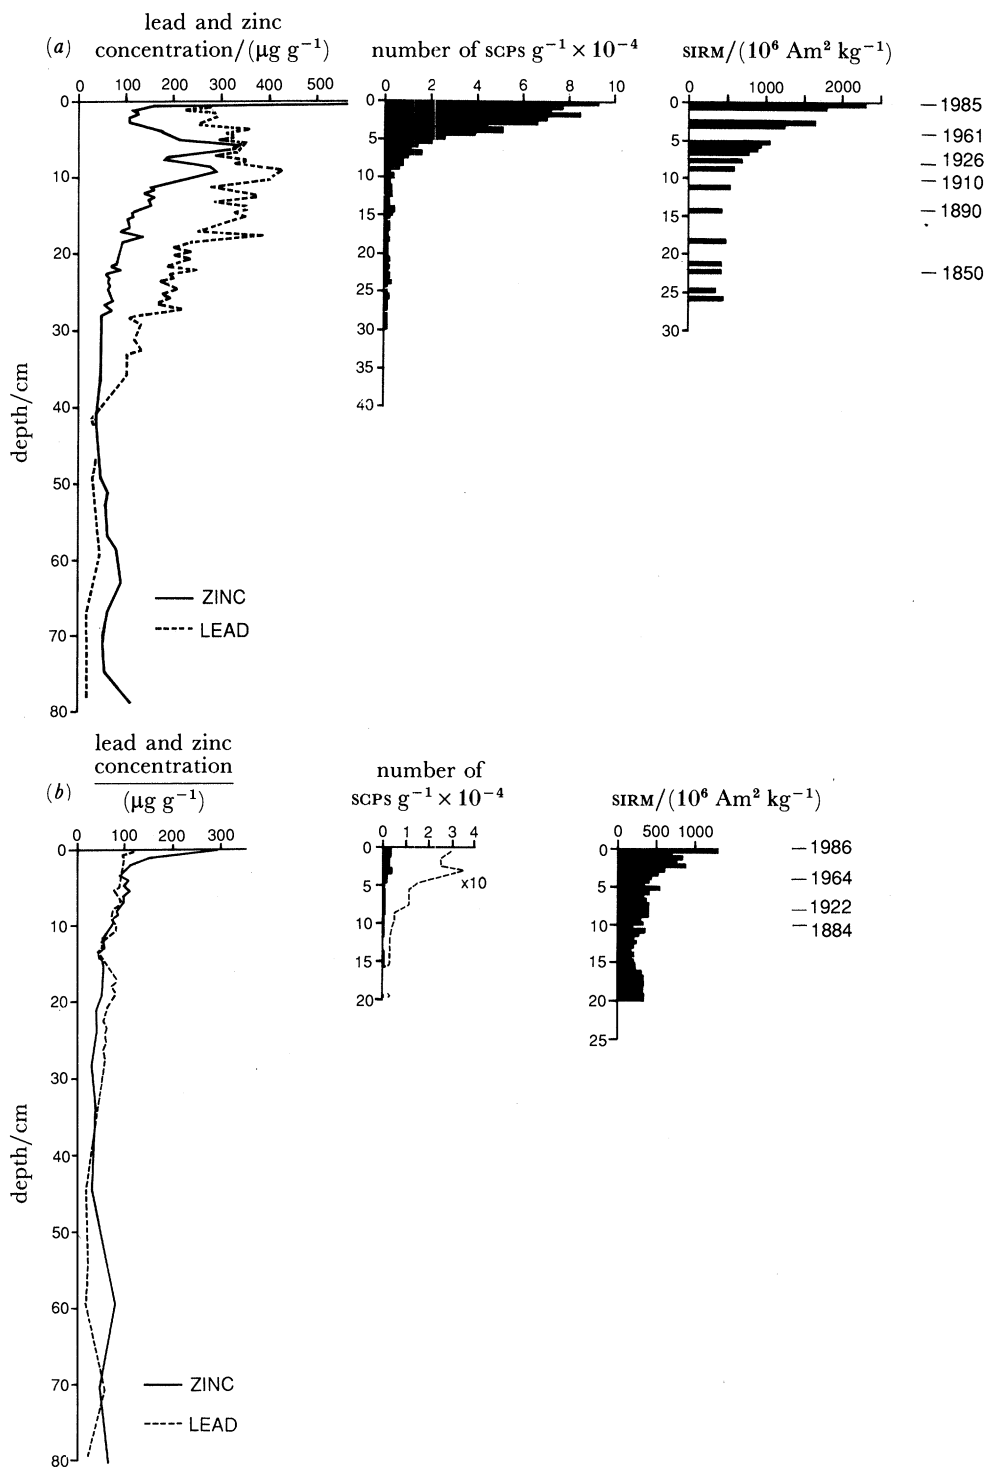 (a)
lead and zinc
concentration/(µg g⁻¹)
0 100 200 300 400 500
0
10
20
30
40
50
60
70
80
depth/cm
ZINC
LEAD
number of SCPS g⁻¹ × 10⁻⁴
0 2 4 6 8 10
0
5
10
15
20
25
30
35
40
SIRM/(10⁶ Am² kg⁻¹)
0 1000 2000
0
5
10
15
20
25
30
1985
1961
1926
1910
1890
1850
(b)
lead and zinc
concentration
(µg g⁻¹)
0 100 200 300
0
10
20
30
40
50
60
70
80
depth/cm
ZINC
LEAD
number of
SCPS g⁻¹ × 10⁻⁴
0 1 2 3 4
0
5
10
15
20
x10
SIRM/(10⁶ Am² kg⁻¹)
0 500 1000
0
5
10
15
20
25
1986
1964
1922
1884